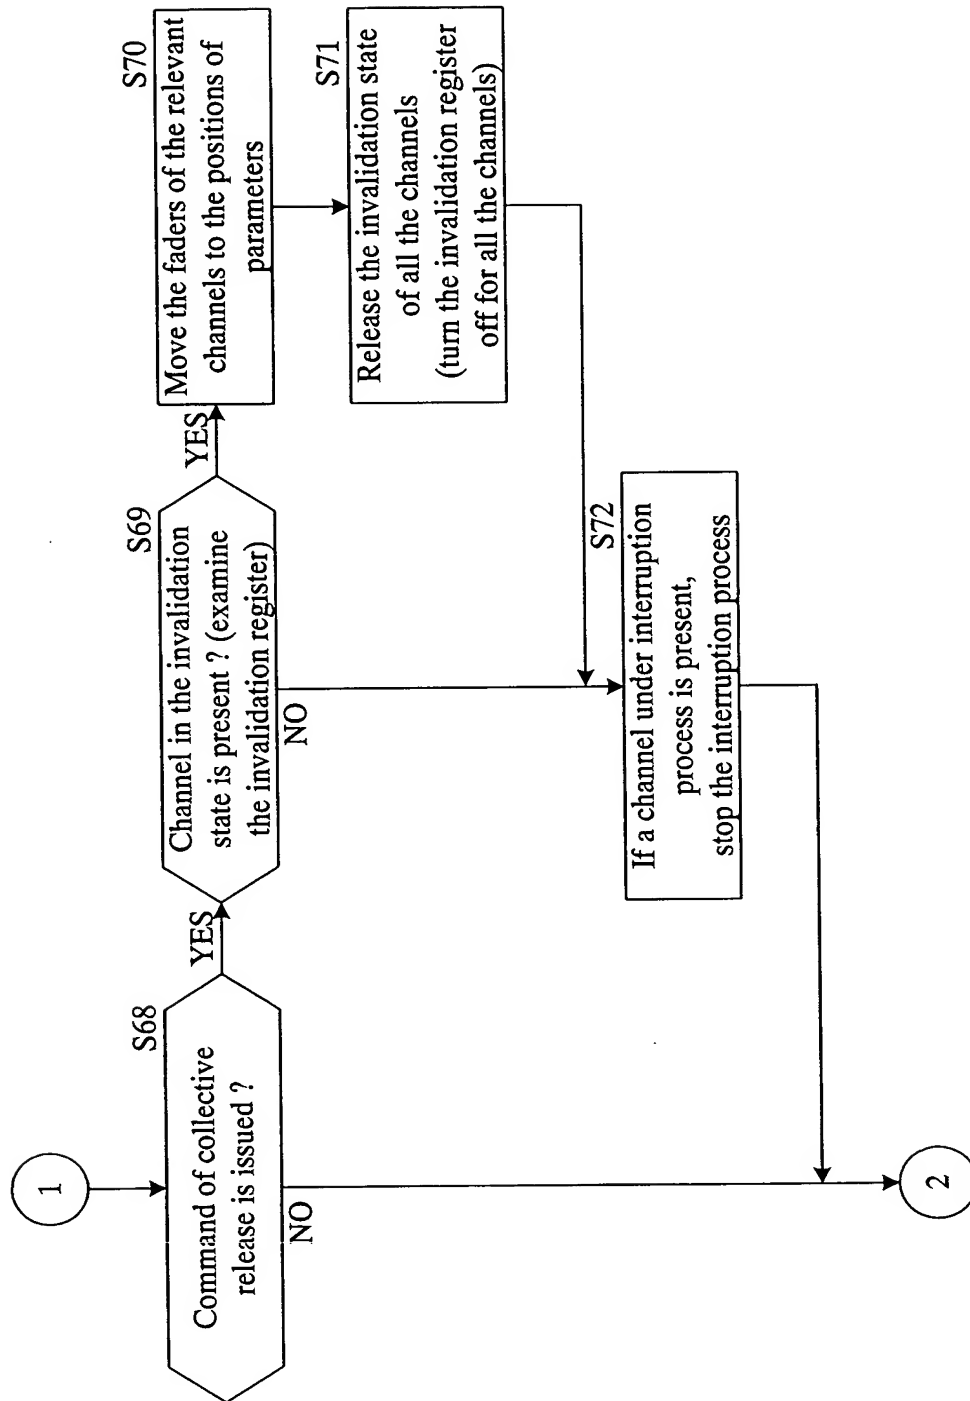 1
S68
Command of collective
release is issued ?
YES
NO
S69
Channel in the invalidation
state is present ? (examine
the invalidation register)
YES
NO
S70
Move the faders of the relevant
channels to the positions of
parameters
S71
Release the invalidation state
of all the channels
(turn the invalidation register
off for all the channels)
S72
If a channel under interruption
process is present,
stop the interruption process
2